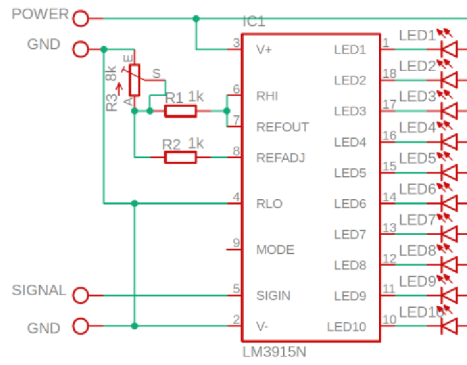 POWER
IC1
GND
3 V+ LED1 1 LED1
8k E S R3 A
LED2 18 LED2
R1 1k 6 RHI LED3 17 LED3
7 REFOUT LED4 16 LED4
R2 1k 8 REFADJ LED5 15 LED5
4 RLO LED6 14 LED6
LED7 13 LED7
9 MODE LED8 12 LED8
SIGNAL 5 SIGIN LED9 11 LED9
GND 2 V- LED10 10 LED10
LM3915N